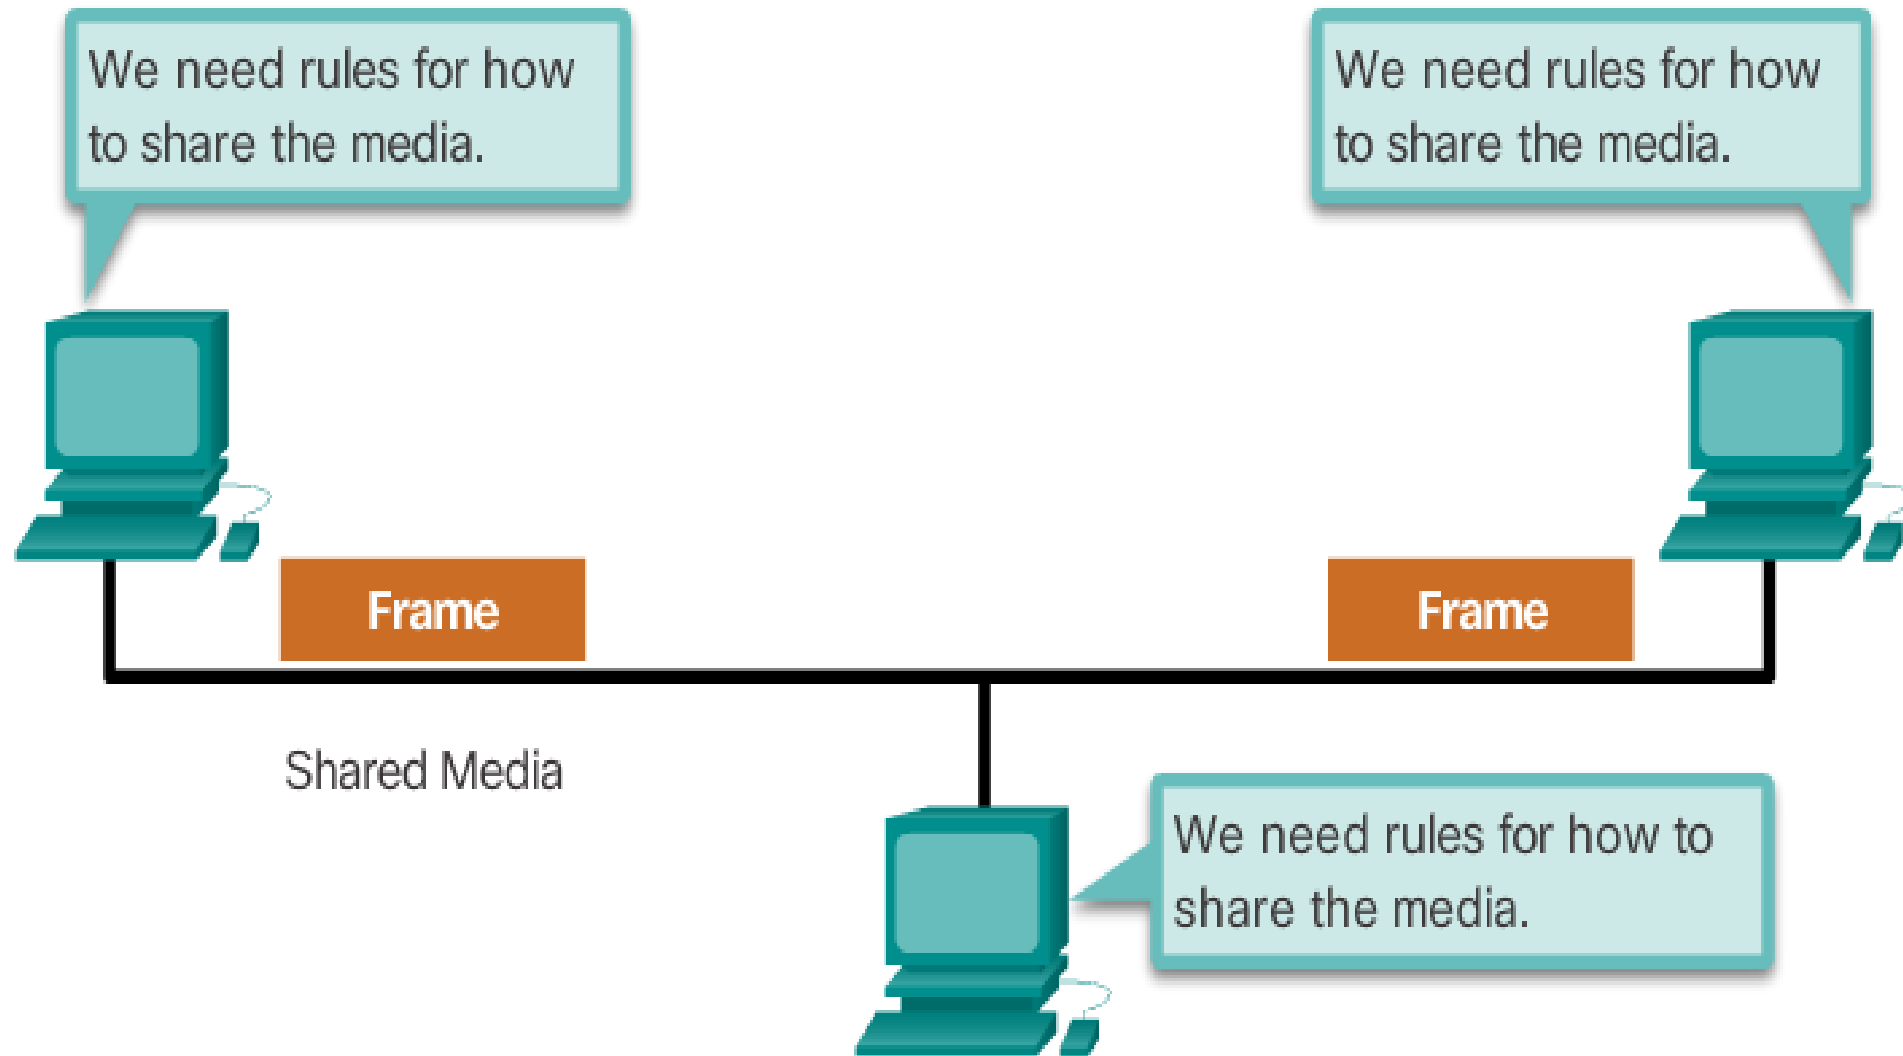 We need rules for how
to share the media.
We need rules for how
to share the media.
Frame
Frame
Shared Media
We need rules for how to
share the media.